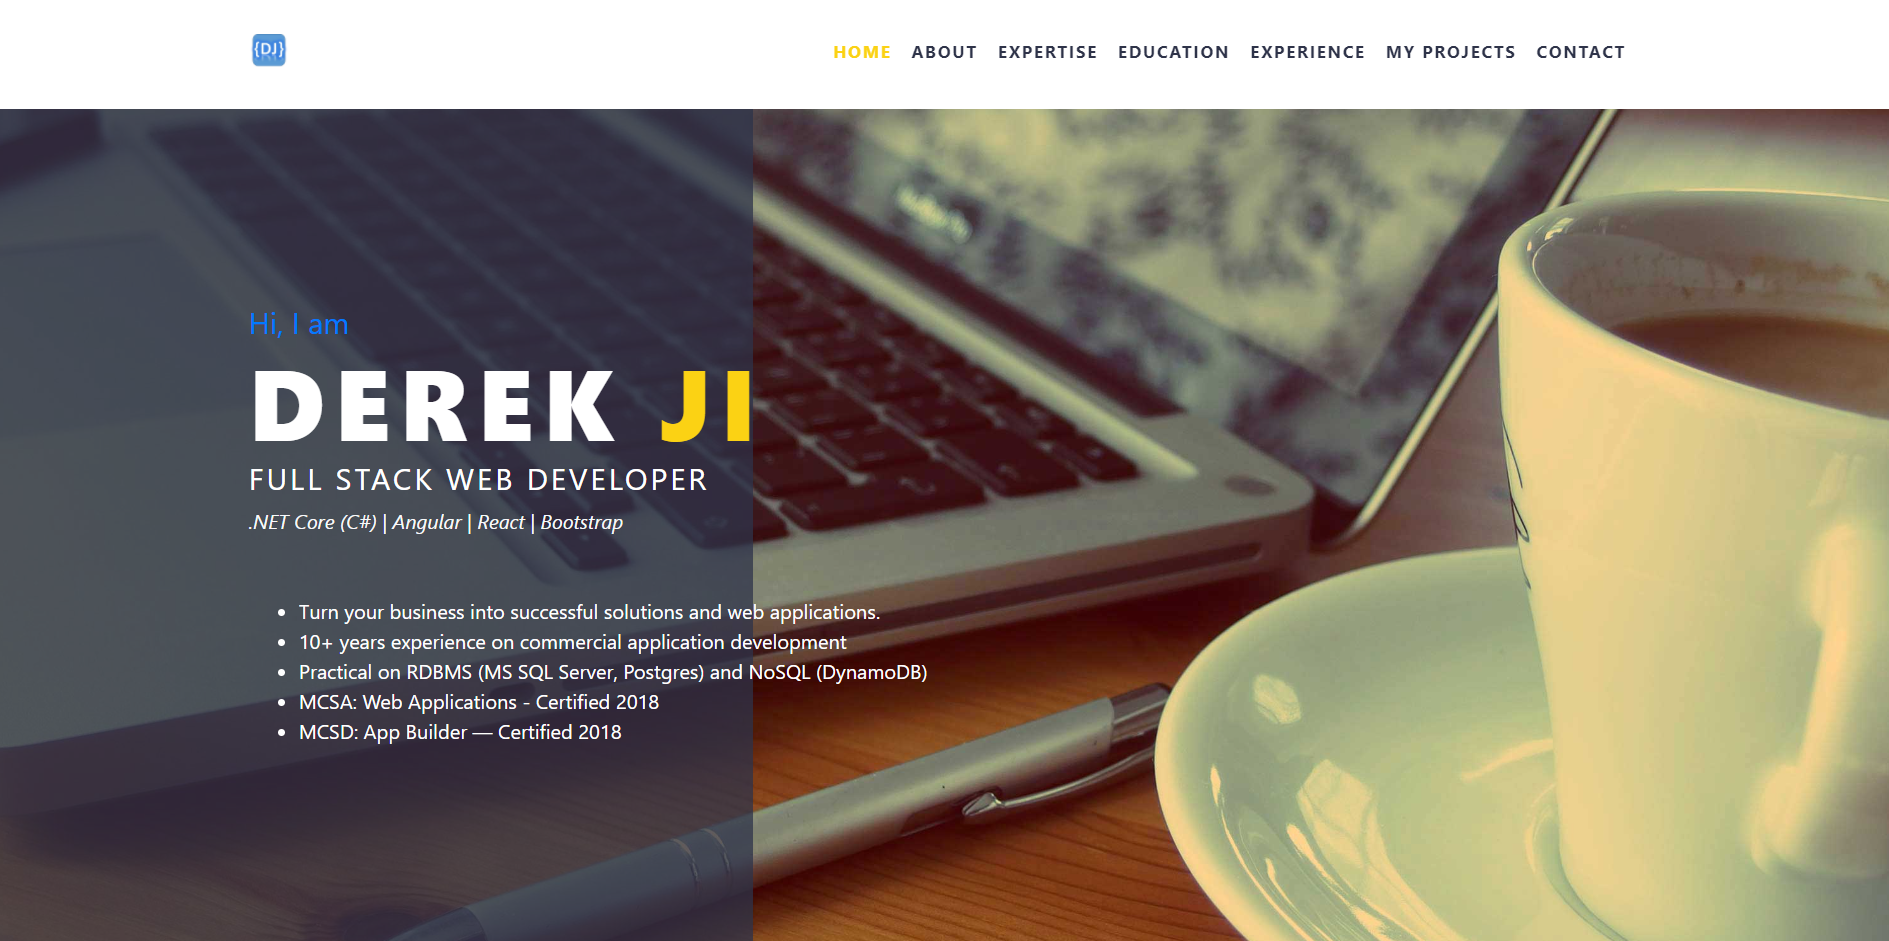 {DJ}
HOME ABOUT EXPERTISE EDUCATION EXPERIENCE MY PROJECTS CONTACT
Hi, I am
DEREK JI
FULL STACK WEB DEVELOPER
.NET Core (C#) | Angular | React | Bootstrap
• Turn your business into successful solutions and web applications.
• 10+ years experience on commercial application development
• Practical on RDBMS (MS SQL Server, Postgres) and NoSQL (DynamoDB)
• MCSA: Web Applications - Certified 2018
• MCSD: App Builder — Certified 2018